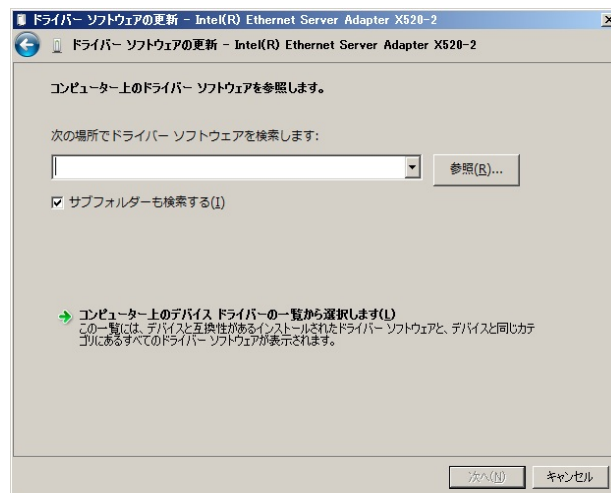 ドライバー ソフトウェアの更新 - Intel(R) Ethernet Server Adapter X520-2
ドライバー ソフトウェアの更新 - Intel(R) Ethernet Server Adapter X520-2
コンピューター上のドライバー ソフトウェアを参照します。
次の場所でドライバー ソフトウェアを検索します:
参照(R)...
サブフォルダーも検索する(I)
コンピューター上のデバイス ドライバーの一覧から選択します(L)
この一覧には、デバイスと互換性があるインストールされたドライバー ソフトウェアと、デバイスと同じカテ
ゴリにあるすべてのドライバー ソフトウェアが表示されます。
次へ(N)
キャンセル